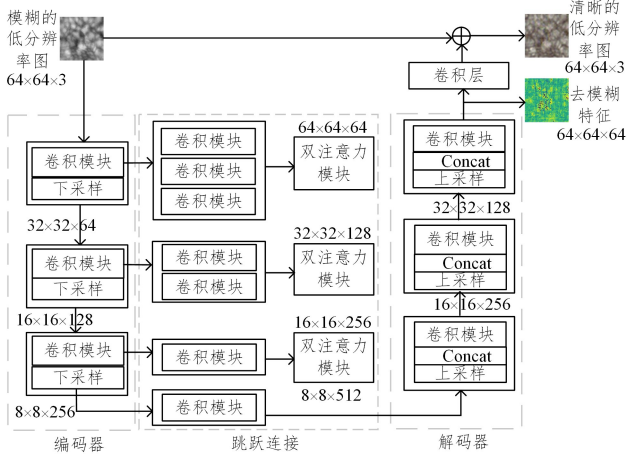 模糊的
低分辨
率图
64×64×3
清晰的
低分辨
率图
64×64×3
卷积层
去模糊
特征
64×64×64
卷积模块
下采样
卷积模块
卷积模块
卷积模块
64×64×64
双注意力
模块
卷积模块
Concat
上采样
32×32×64
32×32×128
卷积模块
下采样
卷积模块
卷积模块
32×32×128
双注意力
模块
卷积模块
Concat
上采样
16×16×128
16×16×256
卷积模块
下采样
卷积模块
16×16×256
双注意力
模块
卷积模块
Concat
上采样
8×8×256
卷积模块
8×8×512
编码器
跳跃连接
解码器